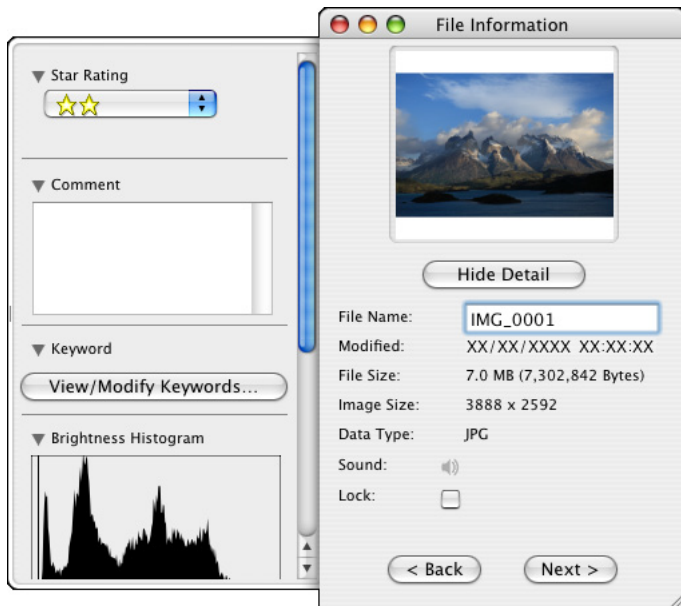 Star Rating
Comment
Keyword
View/Modify Keywords...
Brightness Histogram
File Information
Hide Detail
File Name: IMG_0001
Modified: XX/XX/XXXX XX:XX:XX
File Size: 7.0 MB (7,302,842 Bytes)
Image Size: 3888 x 2592
Data Type: JPG
Sound:
Lock:
< Back Next >